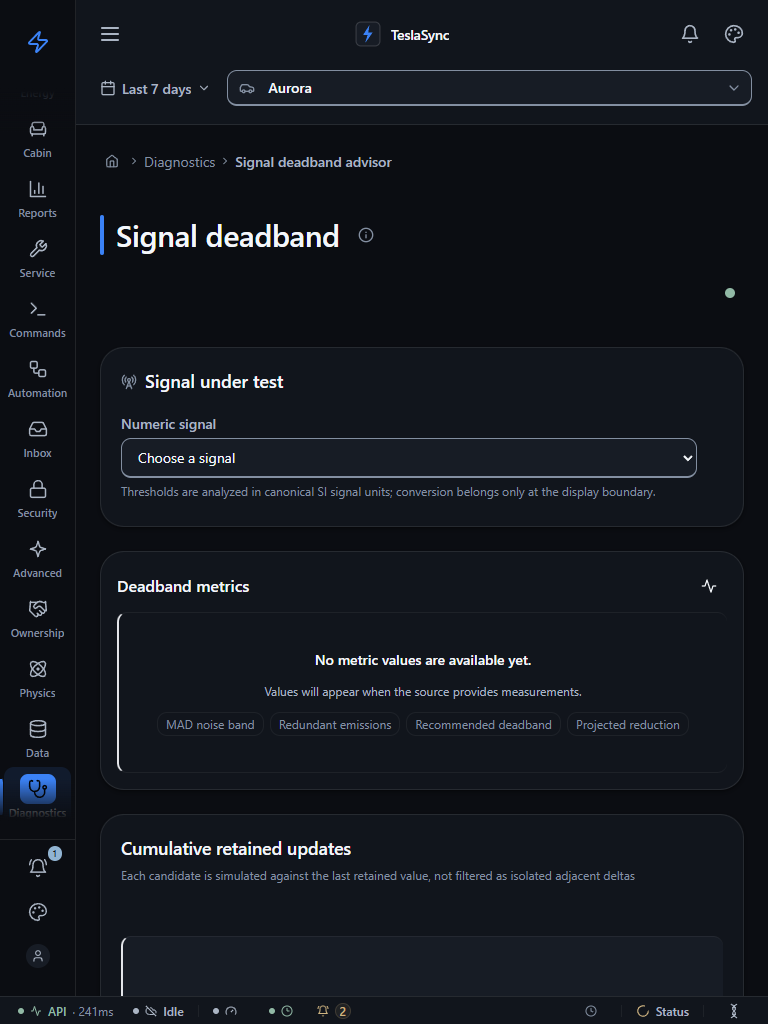 TeslaSync
Last 7 days
Aurora
Energy
Cabin
Reports
Service
Commands
Automation
Inbox
Security
Advanced
Ownership
Physics
Data
Diagnostics
1
Diagnostics
Signal deadband advisor
Signal deadband
Signal under test
Numeric signal
Choose a signal
Thresholds are analyzed in canonical SI signal units; conversion belongs only at the display boundary.
Deadband metrics
No metric values are available yet.
Values will appear when the source provides measurements.
MAD noise band Redundant emissions Recommended deadband Projected reduction
Cumulative retained updates
Each candidate is simulated against the last retained value, not filtered as isolated adjacent deltas
API · 241ms Idle 2 Status